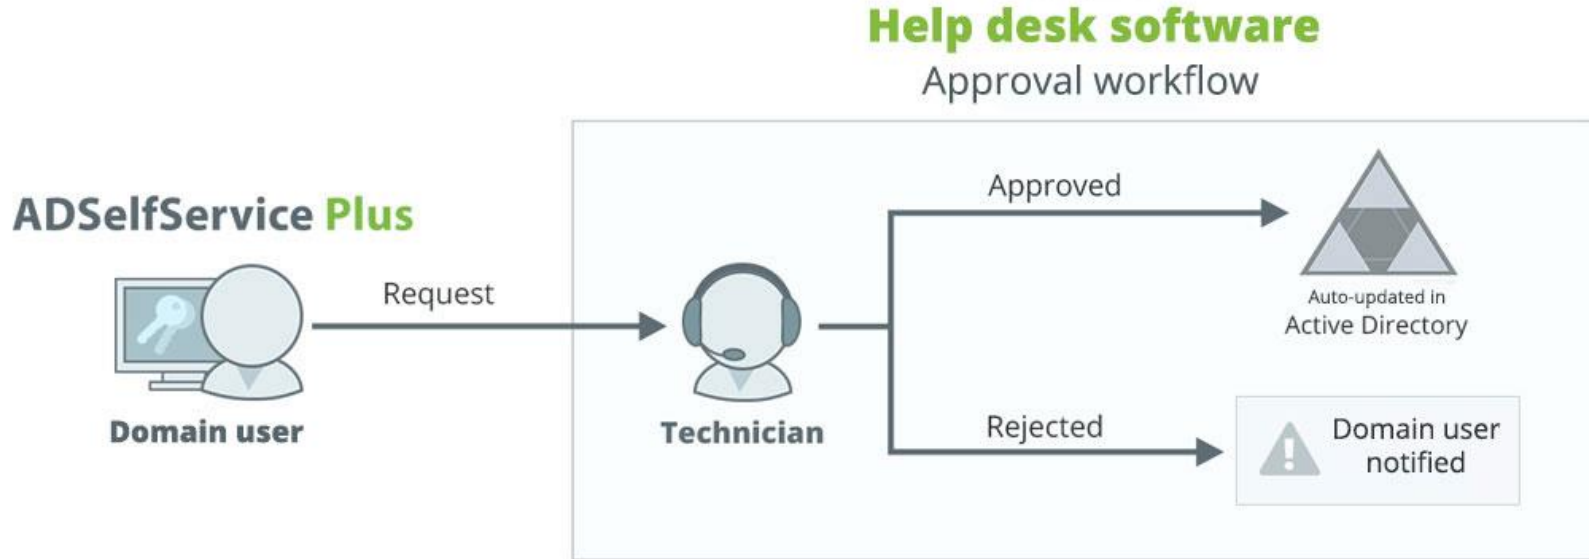 Help desk software
Approval workflow
ADSelfService Plus
Request
Domain user
Technician
Approved
Auto-updated in
Active Directory
Rejected
Domain user
notified